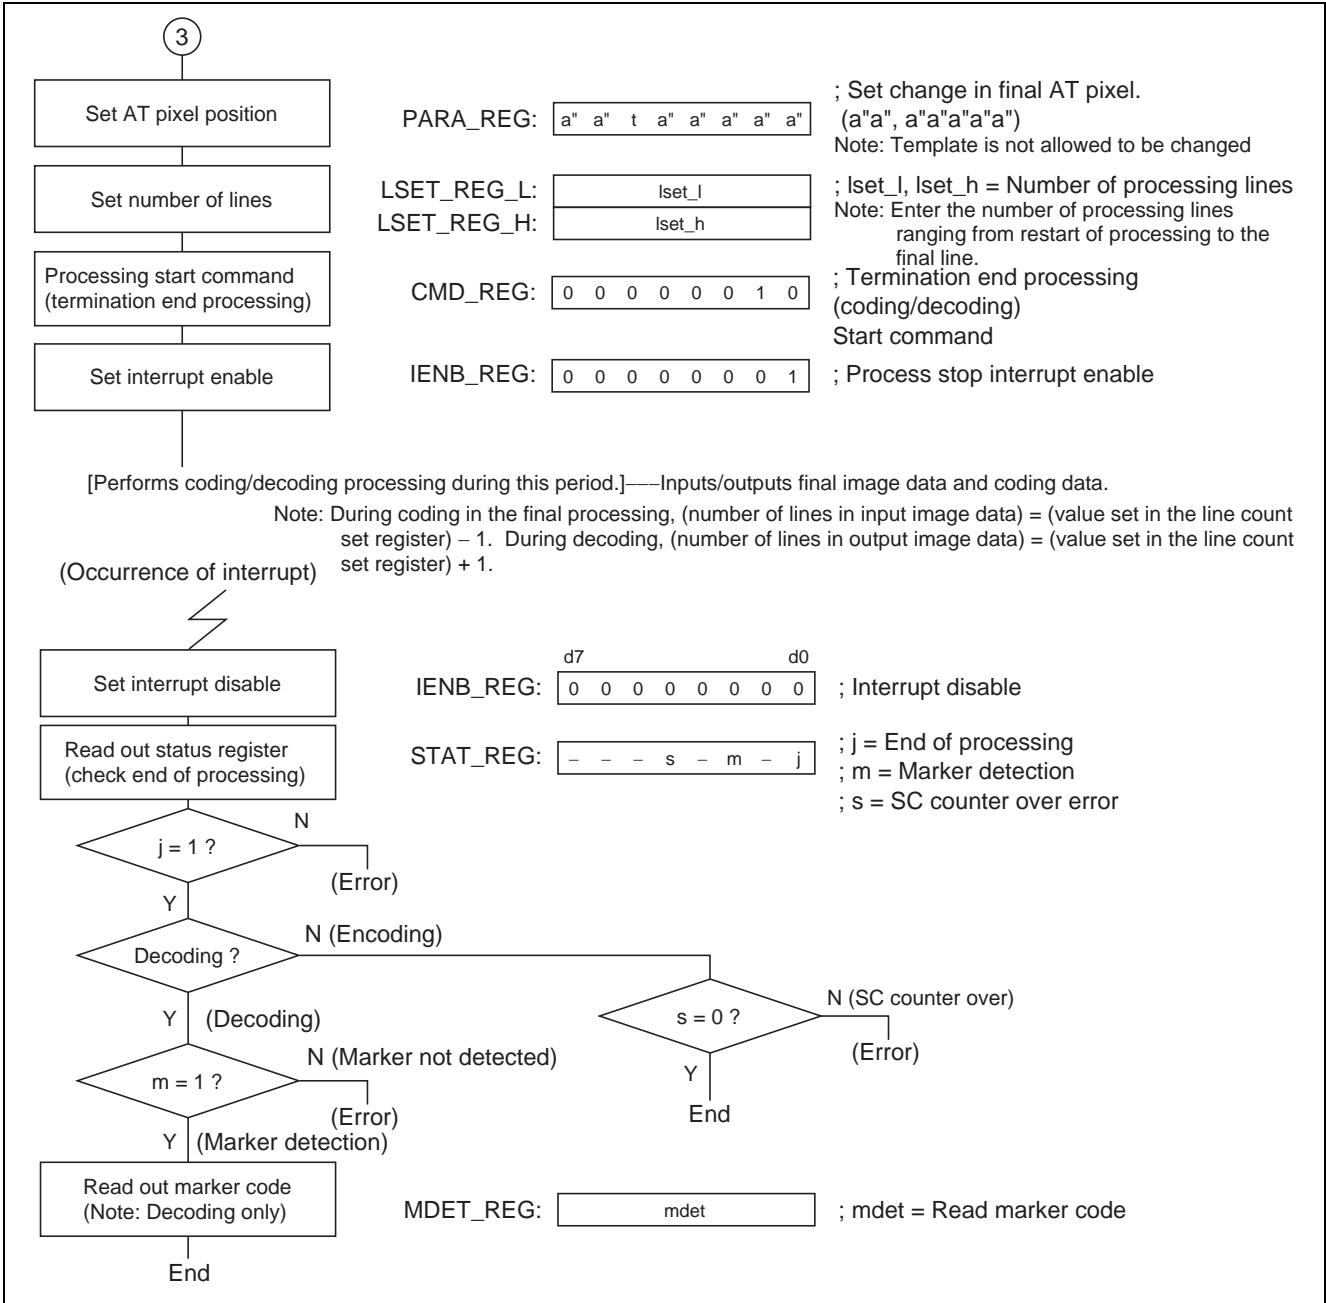 3
Set AT pixel position
PARA_REG: a" a" t a" a" a" a" a"
; Set change in final AT pixel.
(a"a", a"a"a"a"a")
Note: Template is not allowed to be changed
Set number of lines
LSET_REG_L: lset_l
LSET_REG_H: lset_h
; lset_l, lset_h = Number of processing lines
Note: Enter the number of processing lines
ranging from restart of processing to the
final line.
Processing start command
(termination end processing)
CMD_REG: 0 0 0 0 0 0 1 0
; Termination end processing
(coding/decoding)
Start command
Set interrupt enable
IENB_REG: 0 0 0 0 0 0 0 1
; Process stop interrupt enable
[Performs coding/decoding processing during this period.]−−−Inputs/outputs final image data and coding data.
Note: During coding in the final processing, (number of lines in input image data) = (value set in the line count
set register) − 1. During decoding, (number of lines in output image data) = (value set in the line count
set register) + 1.
(Occurrence of interrupt)
d7 d0
Set interrupt disable
IENB_REG: 0 0 0 0 0 0 0 0
; Interrupt disable
Read out status register
(check end of processing)
STAT_REG: − − − s − m − j
; j = End of processing
; m = Marker detection
; s = SC counter over error
j = 1 ?
N
(Error)
Y
Decoding ?
N (Encoding)
s = 0 ?
N (SC counter over)
(Error)
Y
End
Y (Decoding)
m = 1 ?
N (Marker not detected)
(Error)
Y (Marker detection)
Read out marker code
(Note: Decoding only)
MDET_REG: mdet
; mdet = Read marker code
End